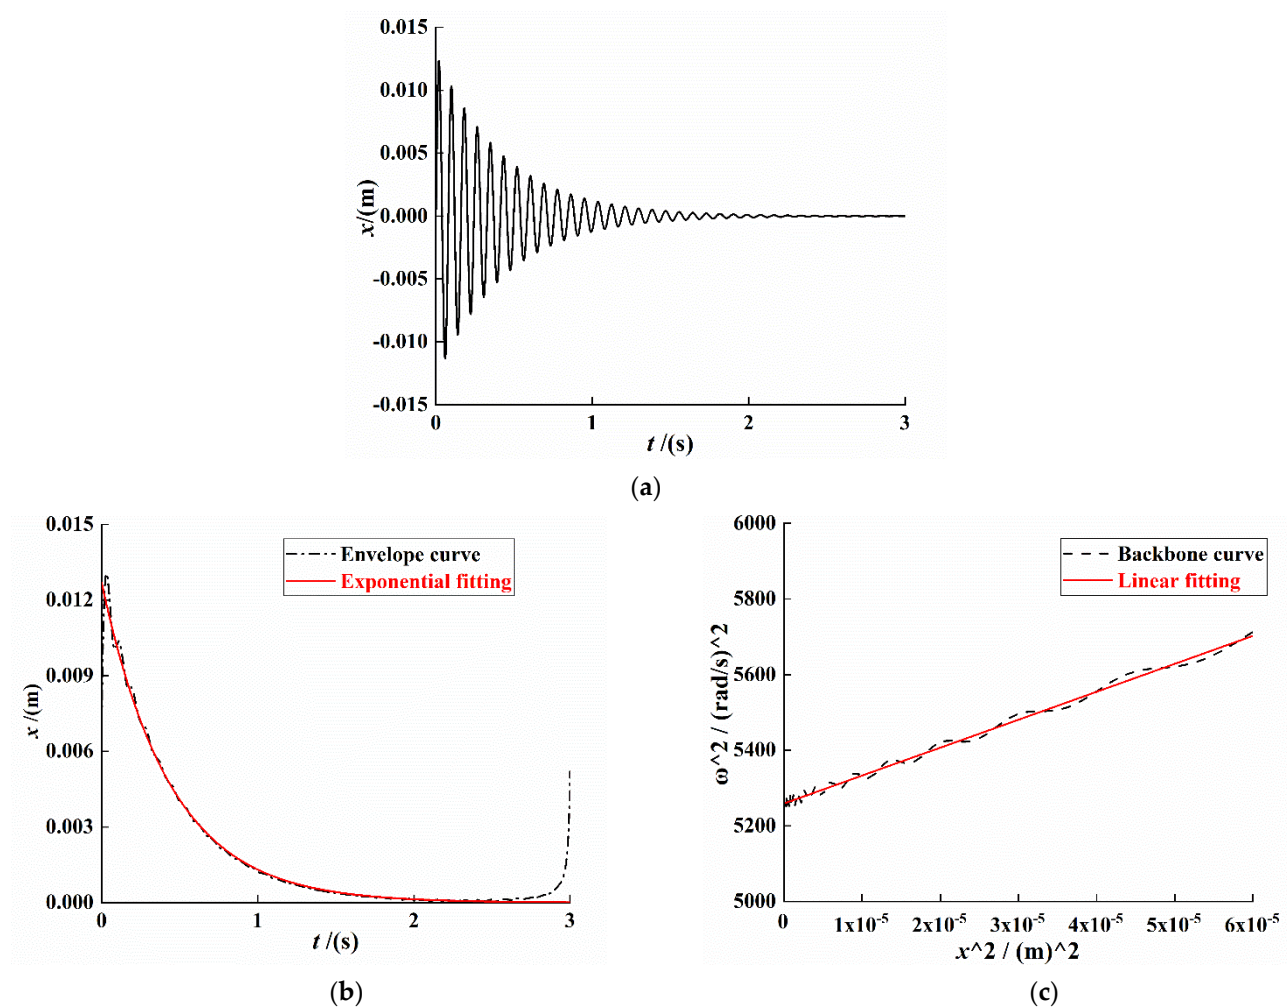 0.015
0.010
0.005
0.000
-0.005
-0.010
-0.015
x/(m)
0 1 2 3
t /(s)
(a)
0.015
0.012
0.009
0.006
0.003
0.000
x /(m)
Envelope curve
Exponential fitting
0 1 2 3
t /(s)
(b)
6000
5800
5600
5400
5200
5000
ω^2 / (rad/s)^2
Backbone curve
Linear fitting
0 1x10^-5 2x10^-5 3x10^-5 4x10^-5 5x10^-5 6x10^-5
x^2 / (m)^2
(c)